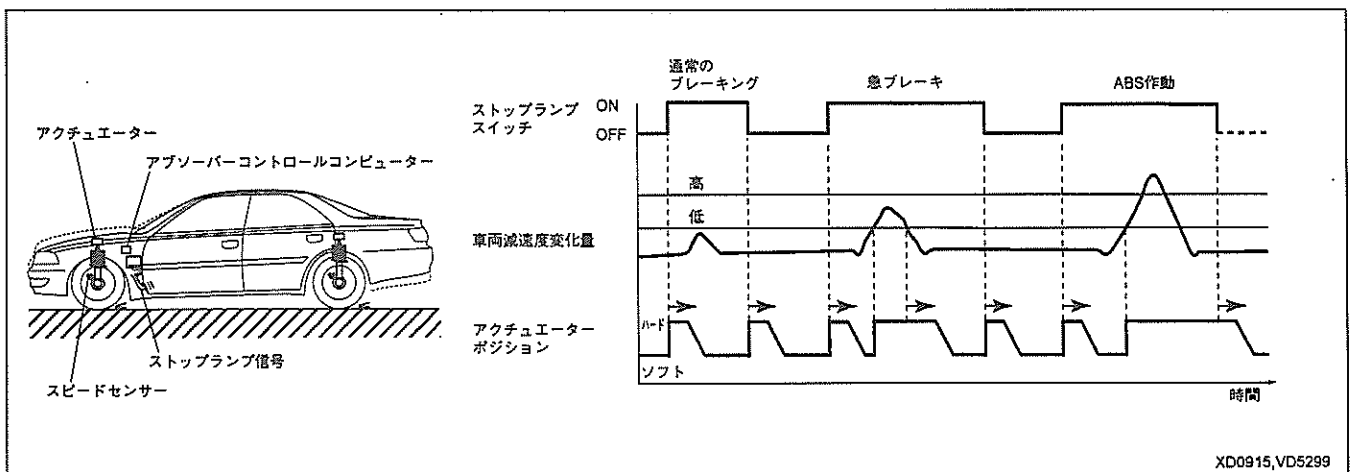 アクチュエーター
アブソーバーコントロールコンピューター
ストップランプ信号
スピードセンサー
通常の
ブレーキング
急ブレーキ
ABS作動
ストップランプ
スイッチ
ON
OFF
高
低
車両減速度変化量
アクチュエーター
ポジション
ハード
ソフト
時間
XD0915,VD5299